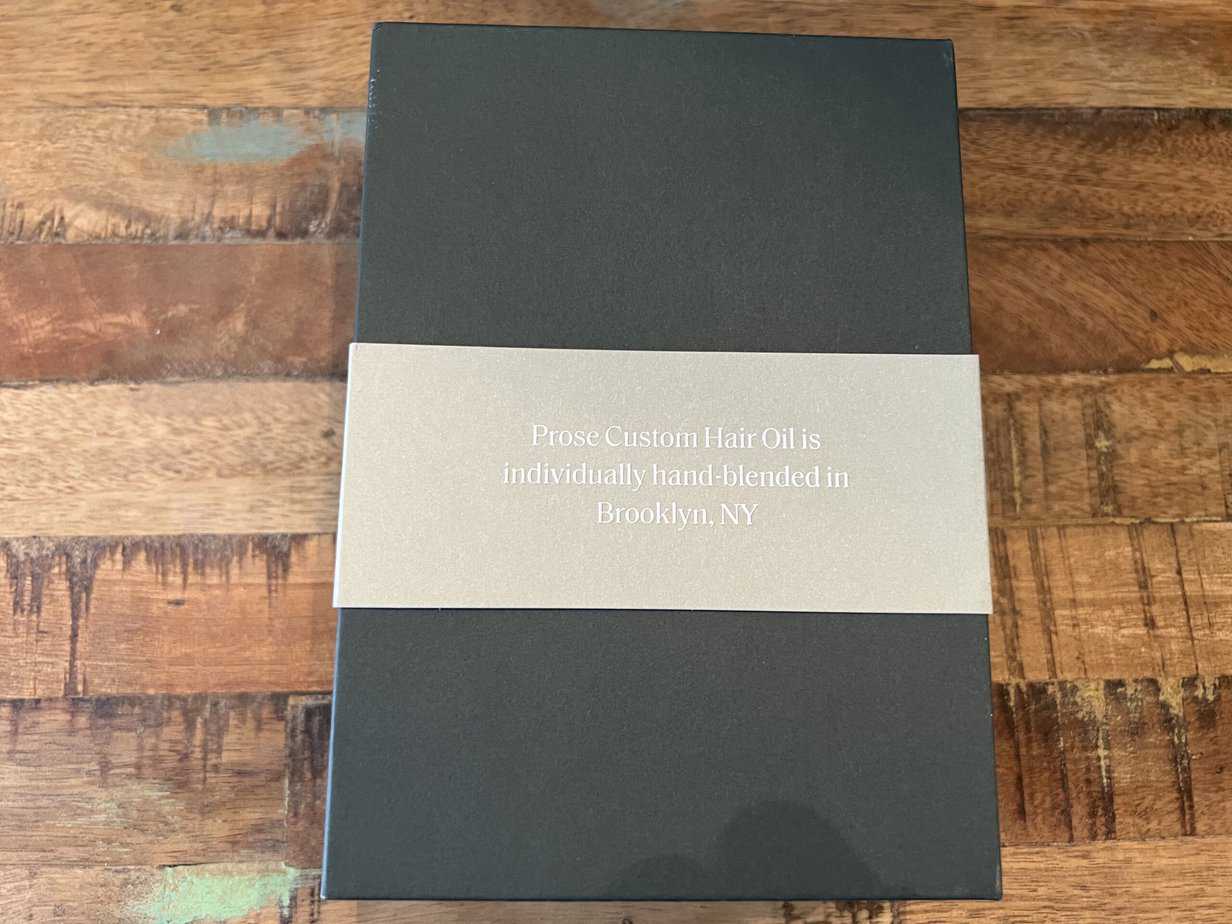 Prose Custom Hair Oil is
individually hand-blended in
Brooklyn, NY